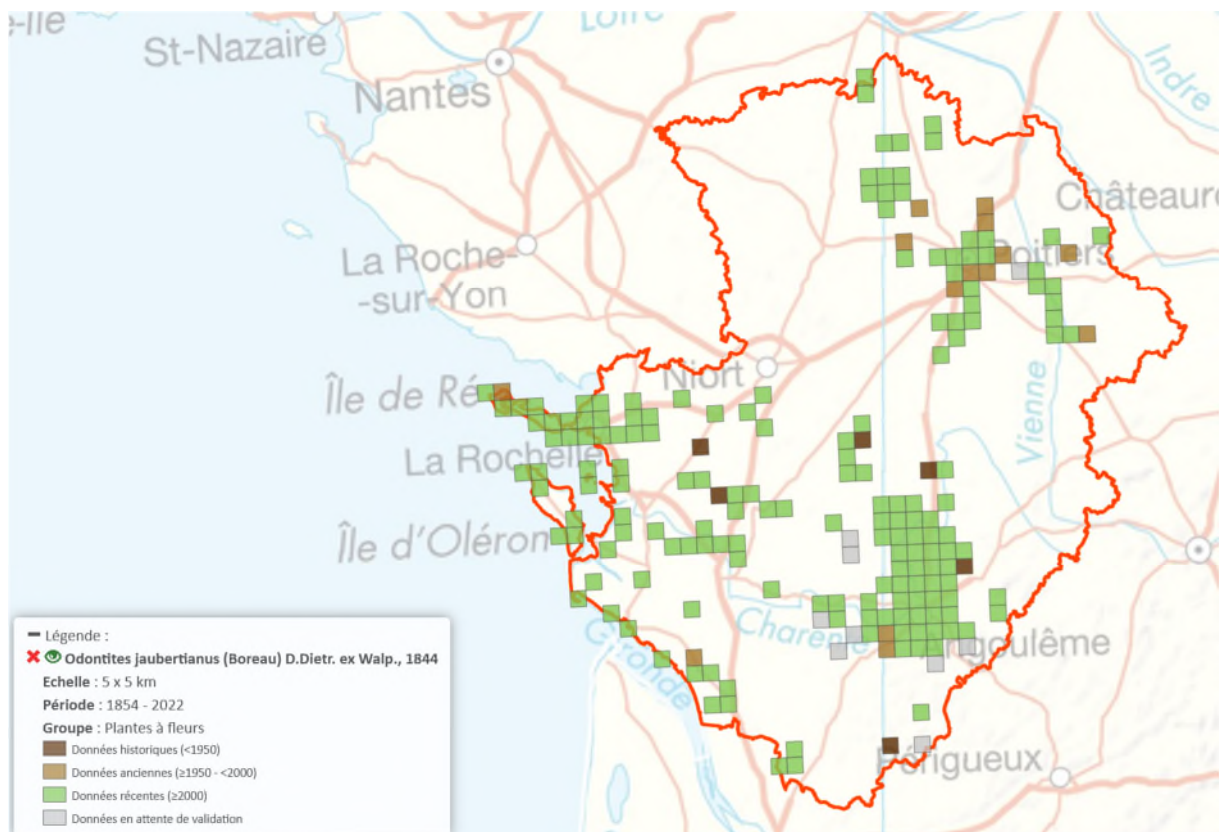 e-Ile
St-Nazaire
Loire
Nantes
Indre
Châteaur
La Roche-
-sur-Yon
Poitiers
Niort
Île de Ré
Vienne
La Rochelle
Île d'Oléron
Charente
Angoulême
Gironde
Périgueux
Légende :
Odontites jaubertianus (Boreau) D.Dietr. ex Walp., 1844
Echelle : 5 x 5 km
Période : 1854 - 2022
Groupe : Plantes à fleurs
Données historiques (<1950)
Données anciennes (≥1950 - <2000)
Données récentes (≥2000)
Données en attente de validation